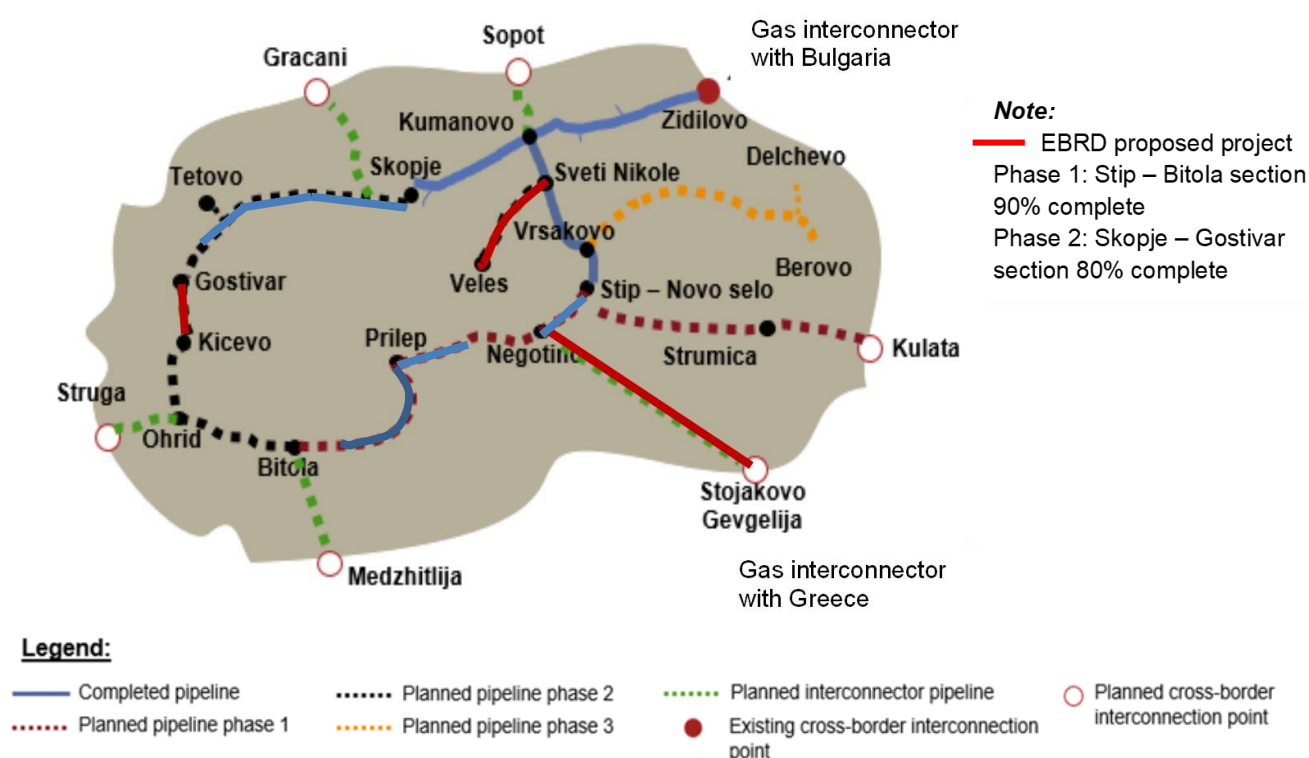 Gas interconnector
with Bulgaria
Sopot
Gracani
Kumanovo
Zidilovo
Delchevo
Skopje
Sveti Nikole
Tetovo
Vrsakovo
Berovo
Gostivar
Veles
Stip – Novo selo
Kicevo
Prilep
Negotino
Strumica
Kulata
Struga
Ohrid
Bitola
Stojakovo
Gevgelija
Medzhitlija
Gas interconnector
with Greece
Note:
EBRD proposed project
Phase 1: Stip – Bitola section
90% complete
Phase 2: Skopje – Gostivar
section 80% complete
Legend:
Completed pipeline
Planned pipeline phase 1
Planned pipeline phase 2
Planned pipeline phase 3
Planned interconnector pipeline
Existing cross-border interconnection
point
Planned cross-border
interconnection point